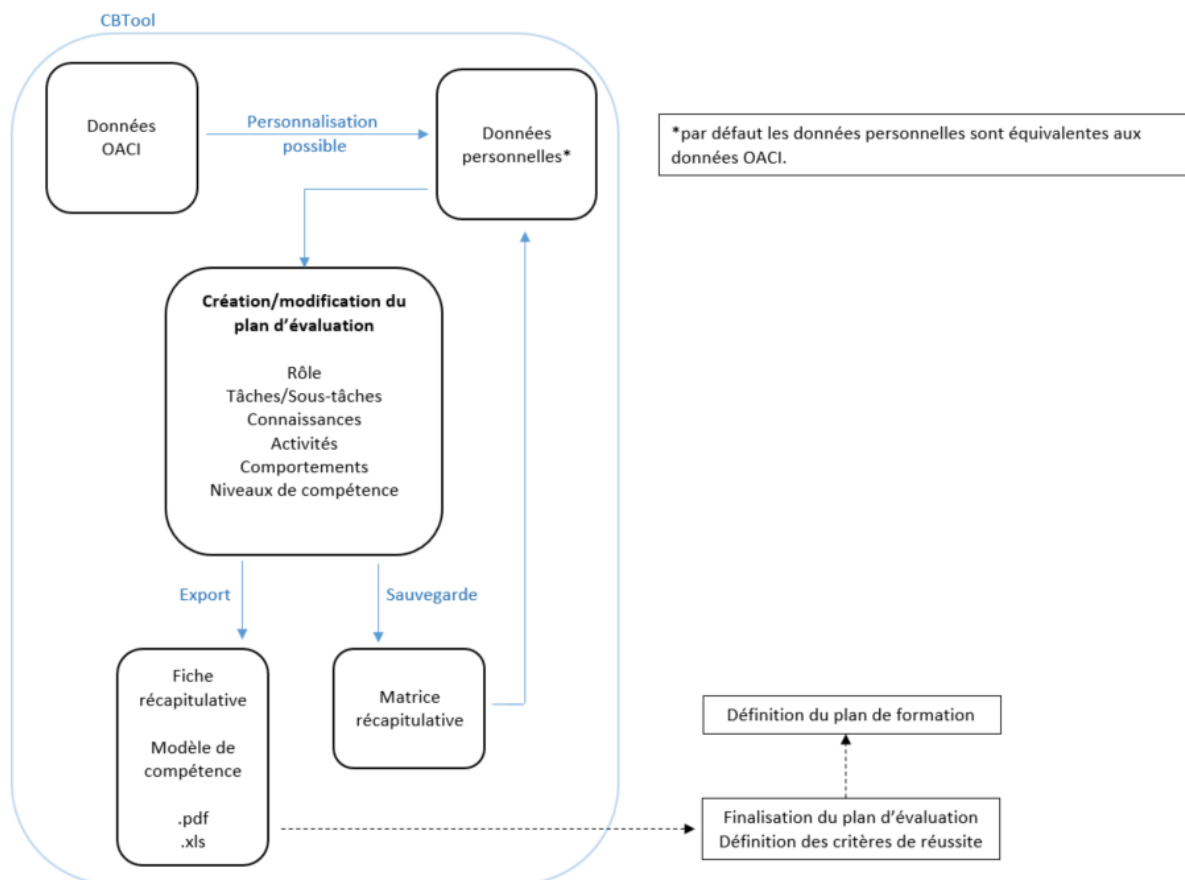 CBTool
Données
OACI
Personnalisation
possible
Données
personnelles*
*par défaut les données personnelles sont équivalentes aux
données OACI.
Création/modification du
plan d’évaluation
Rôle
Tâches/Sous-tâches
Connaissances
Activités
Comportements
Niveaux de compétence
Export
Sauvegarde
Fiche
récapitulative
Modèle de
compétence
.pdf
.xls
Matrice
récapitulative
Définition du plan de formation
Finalisation du plan d’évaluation
Définition des critères de réussite